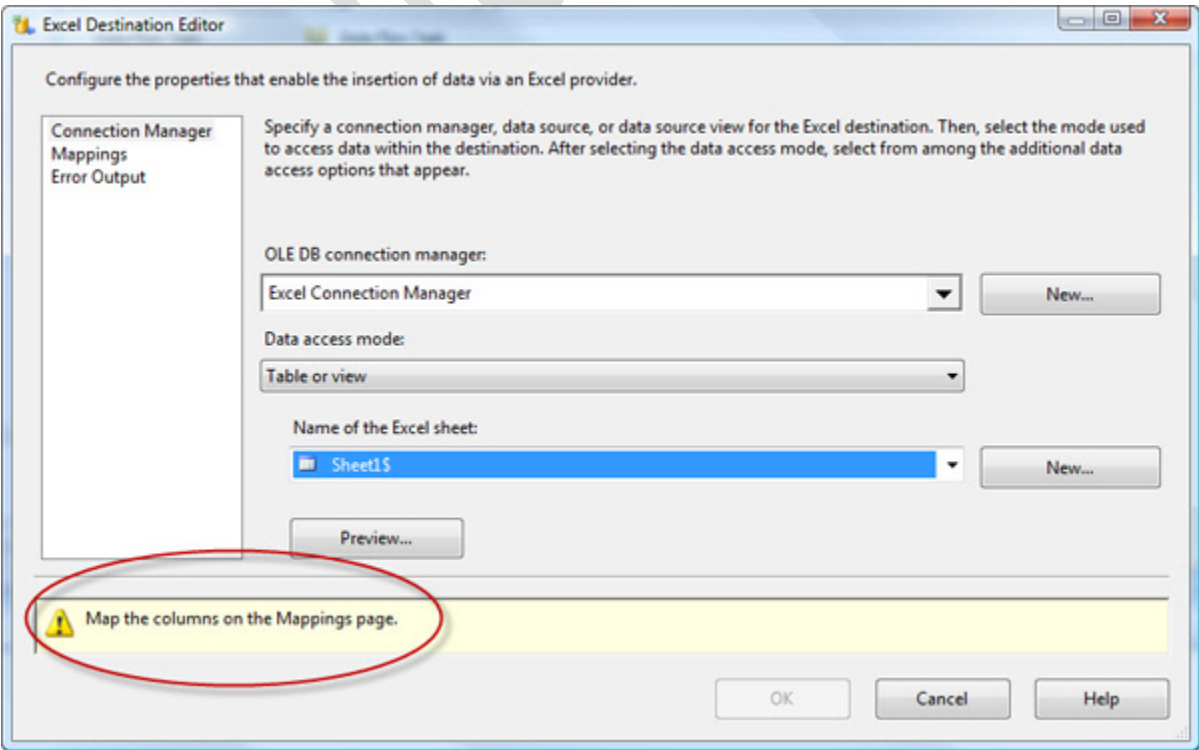 Excel Destination Editor
Configure the properties that enable the insertion of data via an Excel provider.
Connection Manager
Mappings
Error Output
Specify a connection manager, data source, or data source view for the Excel destination. Then, select the mode used
to access data within the destination. After selecting the data access mode, select from among the additional data
access options that appear.
OLE DB connection manager:
Excel Connection Manager
New...
Data access mode:
Table or view
Name of the Excel sheet:
Sheet1$
New...
Preview...
Map the columns on the Mappings page.
OK
Cancel
Help